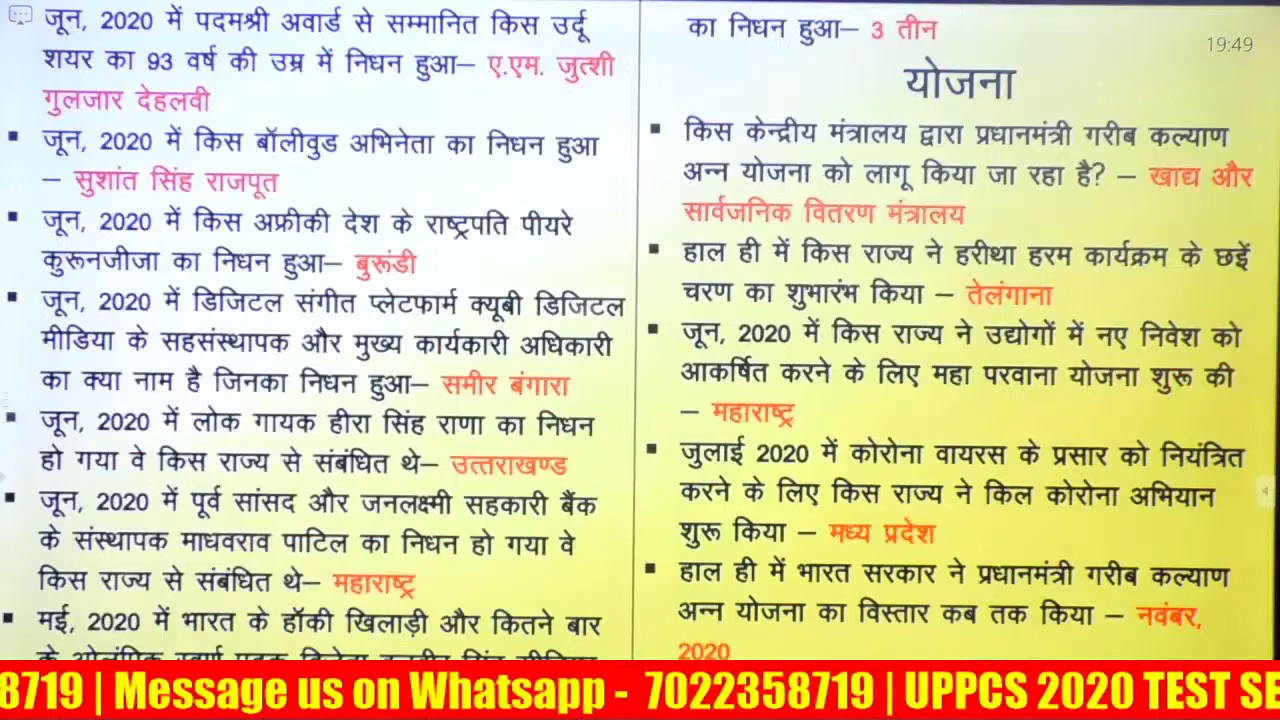 जून, 2020 में पदमश्री अवार्ड से सम्मानित किस उर्दू
शयर का 93 वर्ष की उम्र में निधन हुआ– ए.एम. जुत्शी
गुलजार देहलवी
▪ जून, 2020 में किस बॉलीवुड अभिनेता का निधन हुआ
– सुशांत सिंह राजपूत
▪ जून, 2020 में किस अफ्रीकी देश के राष्ट्रपति पीयरे
कुरूनजीजा का निधन हुआ– बुरूंडी
▪ जून, 2020 में डिजिटल संगीत प्लेटफार्म क्यूबी डिजिटल
मीडिया के सहसंस्थापक और मुख्य कार्यकारी अधिकारी
का क्या नाम है जिनका निधन हुआ– समीर बंगारा
▪ जून, 2020 में लोक गायक हीरा सिंह राणा का निधन
हो गया वे किस राज्य से संबंधित थे– उत्तराखण्ड
▪ जून, 2020 में पूर्व सांसद और जनलक्ष्मी सहकारी बैंक
के संस्थापक माधवराव पाटिल का निधन हो गया वे
किस राज्य से संबंधित थे– महाराष्ट्र
▪ मई, 2020 में भारत के हॉकी खिलाड़ी और कितने बार
का निधन हुआ– 3 तीन
19:49
योजना
▪ किस केन्द्रीय मंत्रालय द्वारा प्रधानमंत्री गरीब कल्याण
अन्न योजना को लागू किया जा रहा है? – खाद्य और
सार्वजनिक वितरण मंत्रालय
▪ हाल ही में किस राज्य ने हरीथा हरम कार्यक्रम के छठ्ठें
चरण का शुभारंभ किया – तेलंगाना
▪ जून, 2020 में किस राज्य ने उद्योगों में नए निवेश को
आकर्षित करने के लिए महा परवाना योजना शुरू की
– महाराष्ट्र
▪ जुलाई 2020 में कोरोना वायरस के प्रसार को नियंत्रित
करने के लिए किस राज्य ने किल कोरोना अभियान
शुरू किया – मध्य प्रदेश
▪ हाल ही में भारत सरकार ने प्रधानमंत्री गरीब कल्याण
अन्न योजना का विस्तार कब तक किया – नवंबर,
2020
8719 | Message us on Whatsapp - 7022358719 | UPPCS 2020 TEST SE